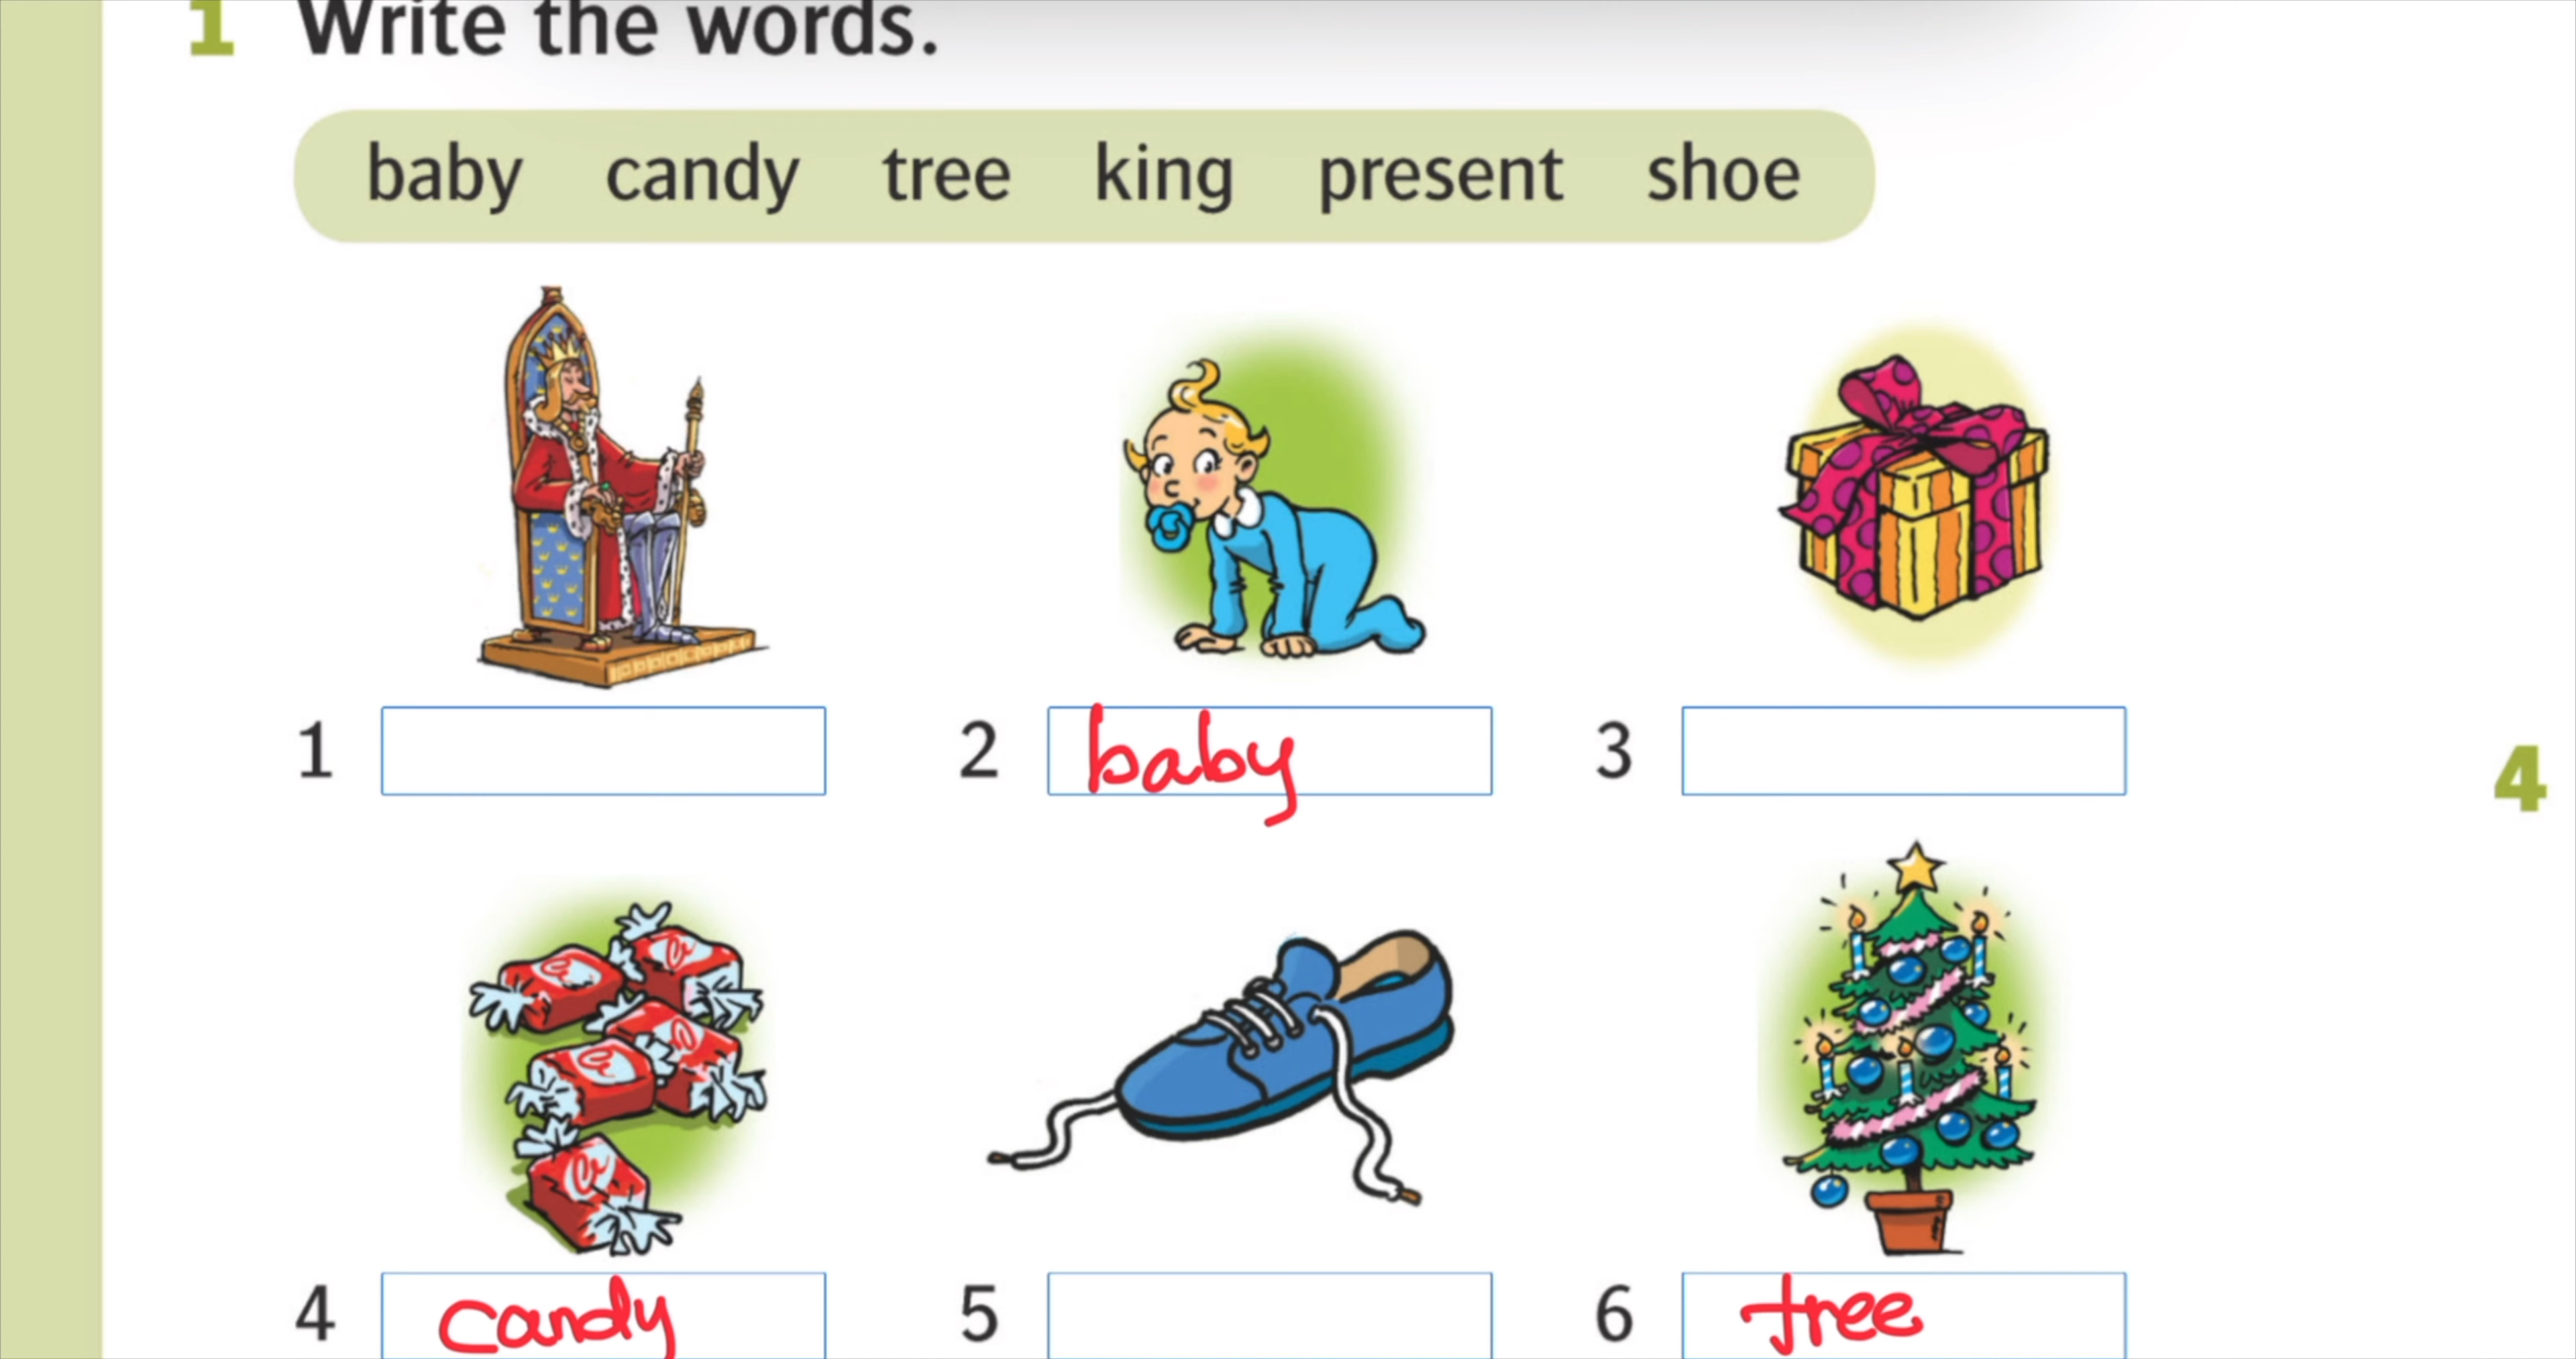 1 Write the words.
baby candy tree king present shoe
1 2 baby 3
4
4 candy 5 6 tree